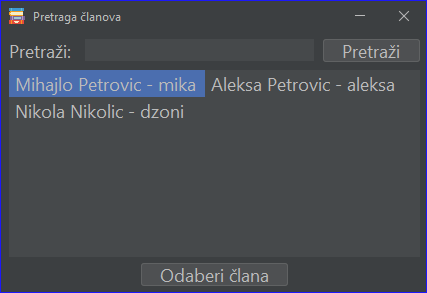 Pretraga članova
Pretraži: Pretraži
Mihajlo Petrovic - mika Aleksa Petrovic - aleksa
Nikola Nikolic - dzoni
Odaberi člana